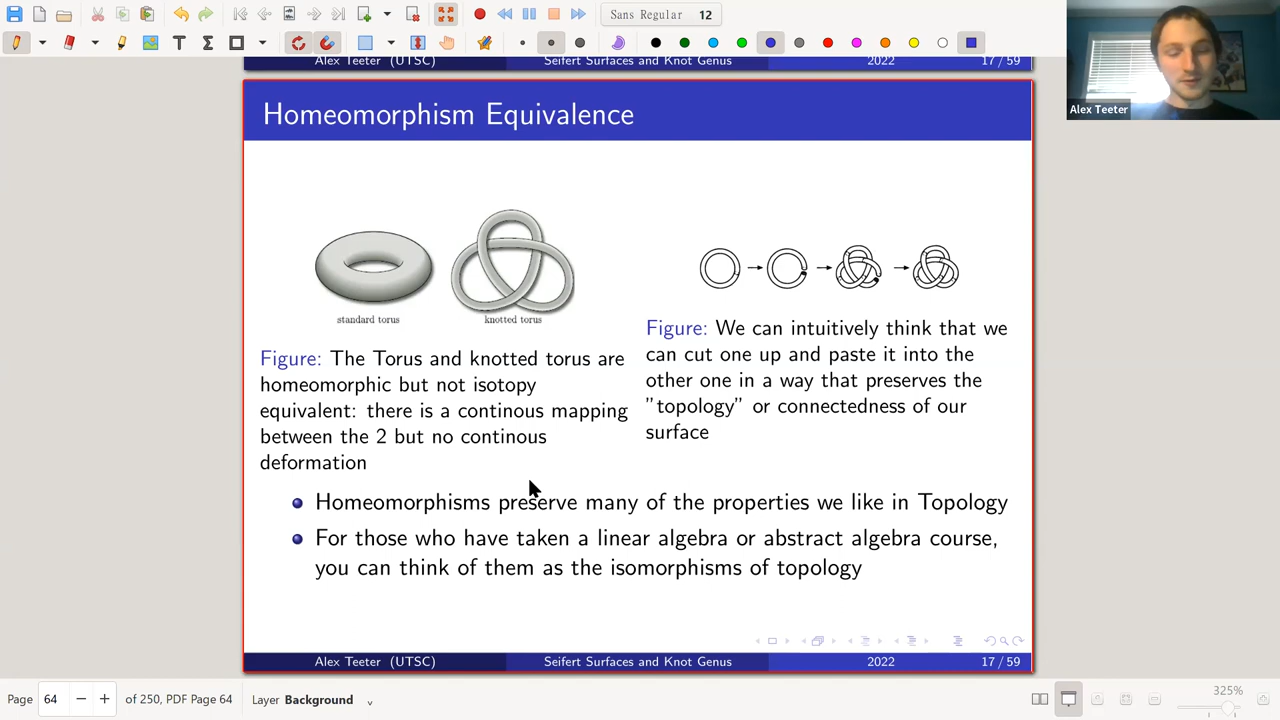 Sans Regular 12
Alex Teeter (UTSC) Seifert Surfaces and Knot Genus 2022 17 / 59
Alex Teeter
Homeomorphism Equivalence
standard torus knotted torus
Figure: The Torus and knotted torus are
homeomorphic but not isotopy
equivalent: there is a continous mapping
between the 2 but no continous
deformation
Figure: We can intuitively think that we
can cut one up and paste it into the
other one in a way that preserves the
"topology" or connectedness of our
surface
Homeomorphisms preserve many of the properties we like in Topology
For those who have taken a linear algebra or abstract algebra course,
you can think of them as the isomorphisms of topology
Alex Teeter (UTSC) Seifert Surfaces and Knot Genus 2022 17 / 59
Page 64 of 250, PDF Page 64 Layer Background 325%